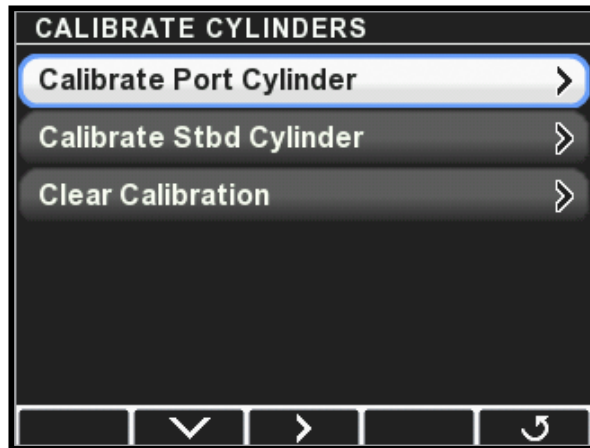 CALIBRATE CYLINDERS
Calibrate Port Cylinder
Calibrate Stbd Cylinder
Clear Calibration